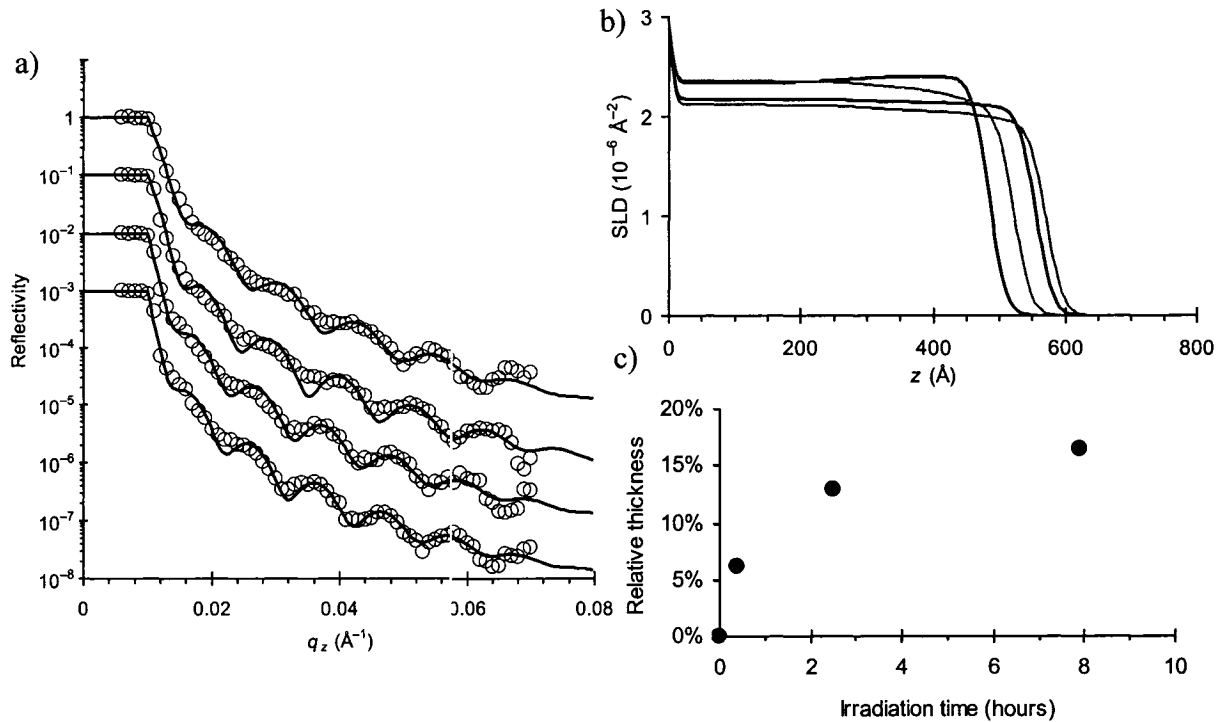 a)
Reflectivity
1
10⁻¹
10⁻²
10⁻³
10⁻⁴
10⁻⁵
10⁻⁶
10⁻⁷
10⁻⁸
0 0.02 0.04 0.06 0.08
q z (Å⁻¹)
b)
SLD (10⁻⁶ Å⁻²)
3
2
1
0
0 200 400 600 800
z (Å)
c)
Relative thickness
20%
15%
10%
5%
0%
0 2 4 6 8 10
Irradiation time (hours)